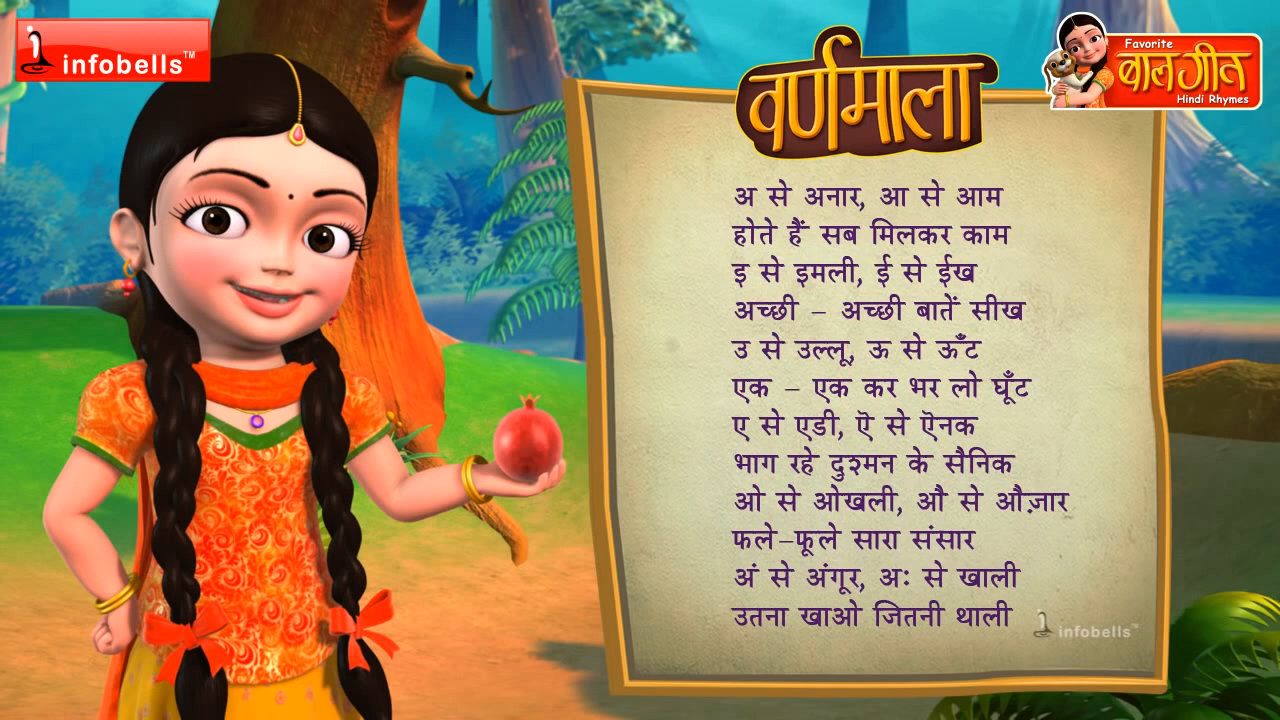 infobells™
Favorite
बालगीत
Hindi Rhymes
वर्णमाला
अ से अनार, आ से आम
होते हैं सब मिलकर काम
इ से इमली, ई से ईख
अच्छी - अच्छी बातें सीख
उ से उल्लू, ऊ से ऊँट
एक - एक कर भर लो घूँट
ए से एडी, ऎ से ऎनक
भाग रहे दुश्मन के सैनिक
ओ से ओखली, औ से औज़ार
फले-फूले सारा संसार
अं से अंगूर, अः से खाली
उतना खाओ जितनी थाली
infobells™